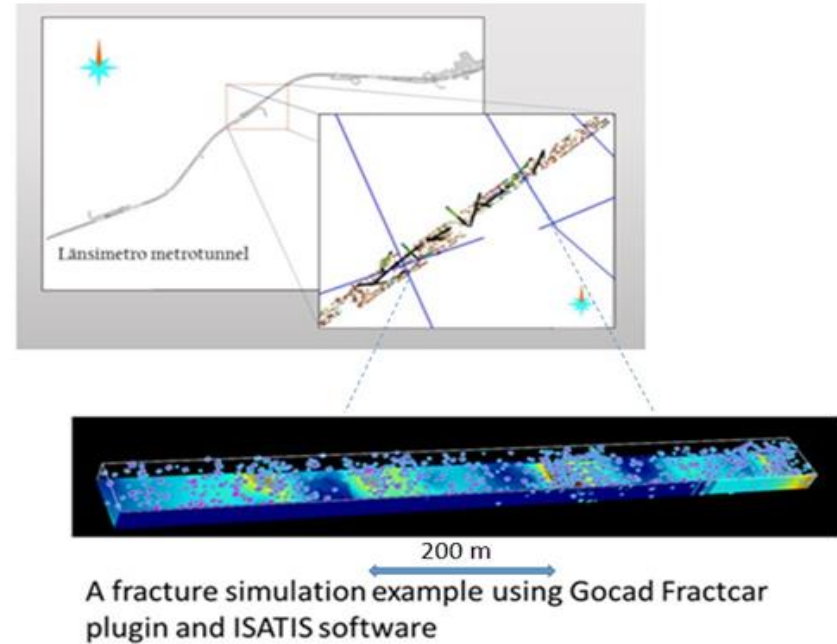 Länsimetro metrotunnel
200 m
A fracture simulation example using Gocad Fractcar
plugin and ISATIS software